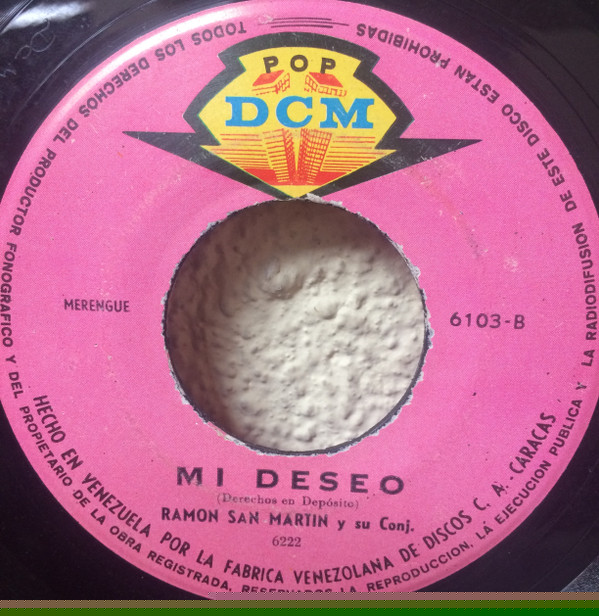 POP
DCM
MERENGUE
6103-B
MI DESEO
(Derechos en Depósito)
RAMON SAN MARTIN y su Conj.
6222
HECHO EN VENEZUELA POR LA FABRICA VENEZOLANA DE DISCOS C. A. - CARACAS
TODOS LOS DERECHOS DEL PRODUCTOR FONOGRAFICO Y DEL PROPIETARIO DE LA OBRA REGISTRADA, RESERVADOS LA REPRODUCCION, LA EJECUCION PUBLICA Y LA RADIODIFUSION DE ESTE DISCO ESTAN PROHIBIDAS